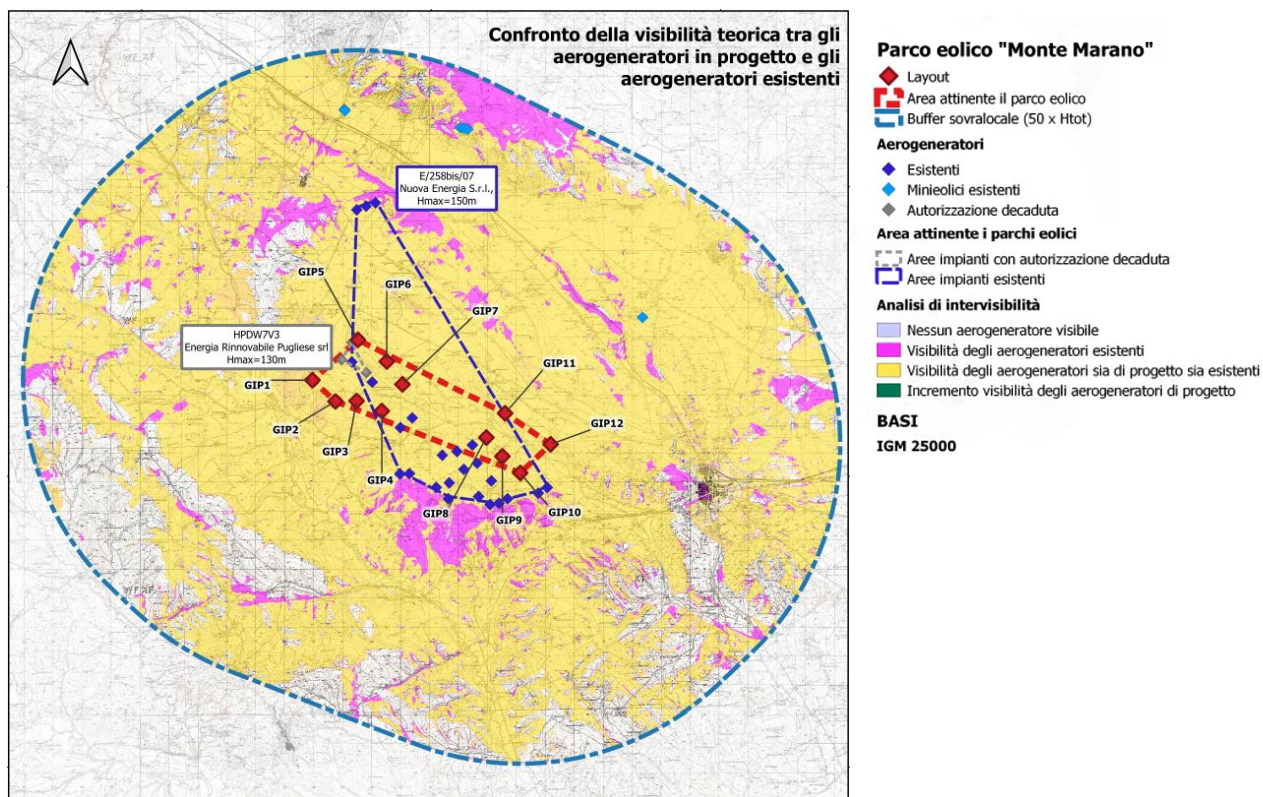 Confronto della visibilità teorica tra gli
aerogeneratori in progetto e gli
aerogeneratori esistenti
E/258bis/07
Nuova Energia S.r.l.,
Hmax=150m
GIP5
GIP6
GIP7
HPDW7V3
Energia Rinnovabile Pugliese srl
Hmax=130m
GIP1
GIP11
GIP2
GIP12
GIP3
GIP4
GIP8
GIP9
GIP10
Parco eolico "Monte Marano"
Layout
Area attinente il parco eolico
Buffer sovralocale (50 x Htot)
Aerogeneratori
Esistenti
Minieolici esistenti
Autorizzazione decaduta
Area attinente i parchi eolici
Aree impianti con autorizzazione decaduta
Aree impianti esistenti
Analisi di intervisibilità
Nessun aerogeneratore visibile
Visibilità degli aerogeneratori esistenti
Visibilità degli aerogeneratori sia di progetto sia esistenti
Incremento visibilità degli aerogeneratori di progetto
BASI
IGM 25000